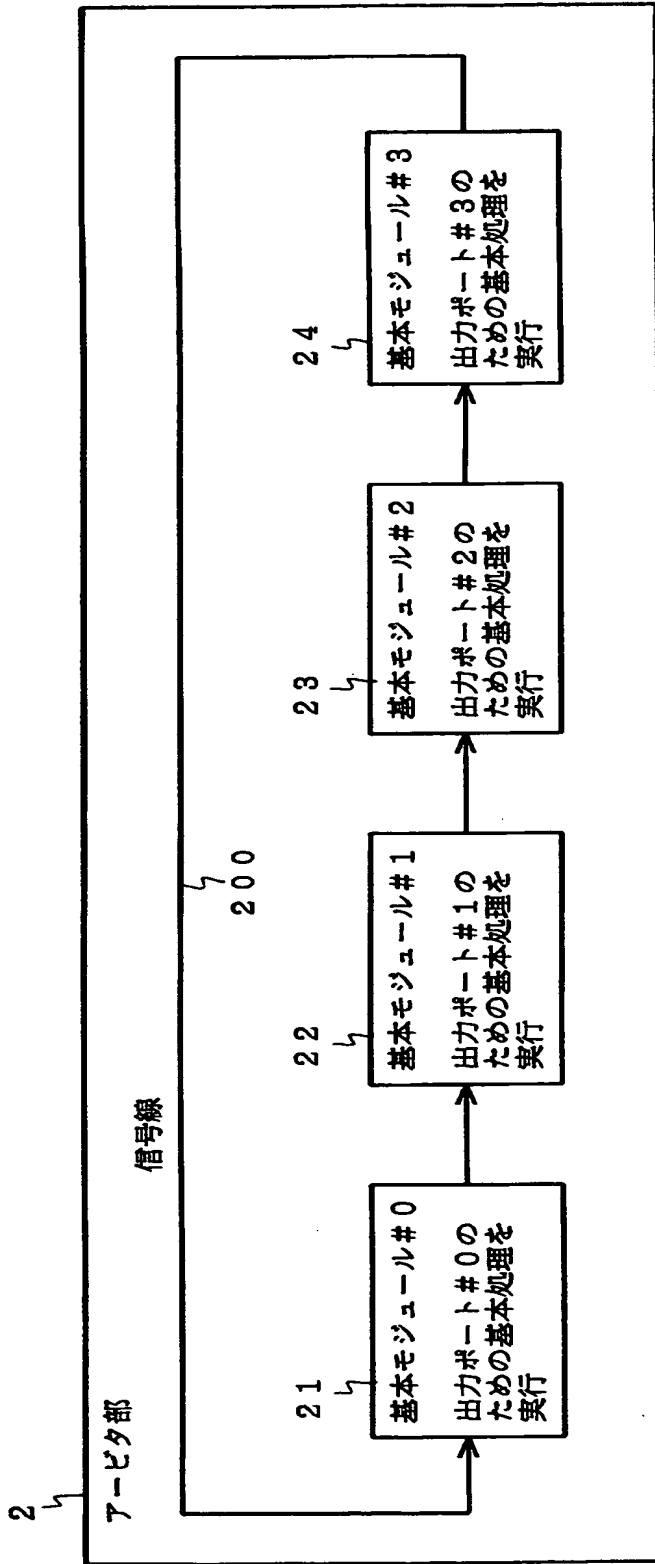 2
アービタ部
信号線
200
21
基本モジュール#0
出力ポート#0の
ための基本処理を
実行
22
基本モジュール#1
出力ポート#1の
ための基本処理を
実行
23
基本モジュール#2
出力ポート#2の
ための基本処理を
実行
24
基本モジュール#3
出力ポート#3の
ための基本処理を
実行